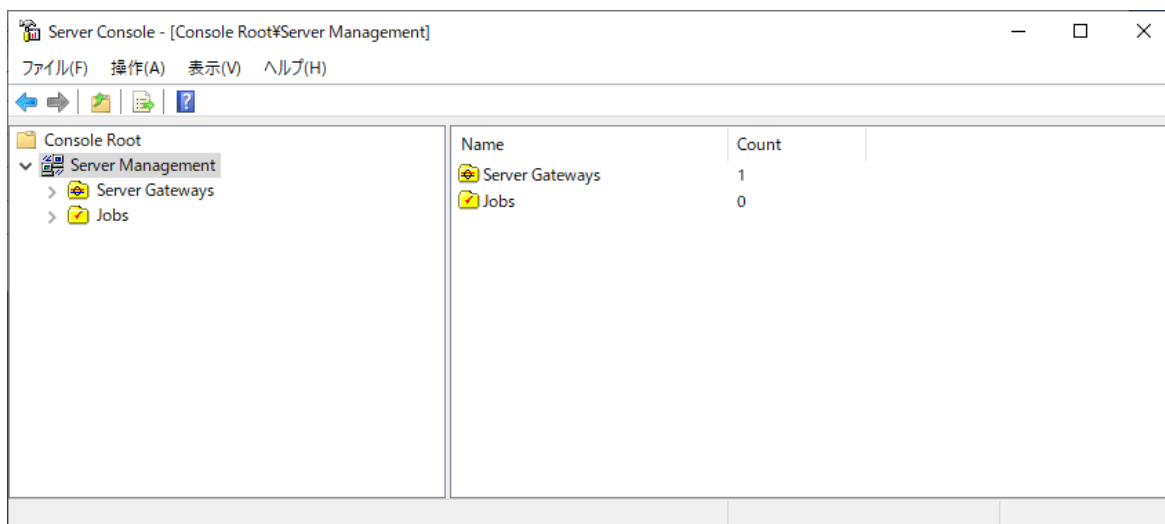 Server Console - [Console Root¥Server Management]
ファイル(F) 操作(A) 表示(V) ヘルプ(H)
Console Root
Server Management
Server Gateways
Jobs
Name Count
Server Gateways 1
Jobs 0